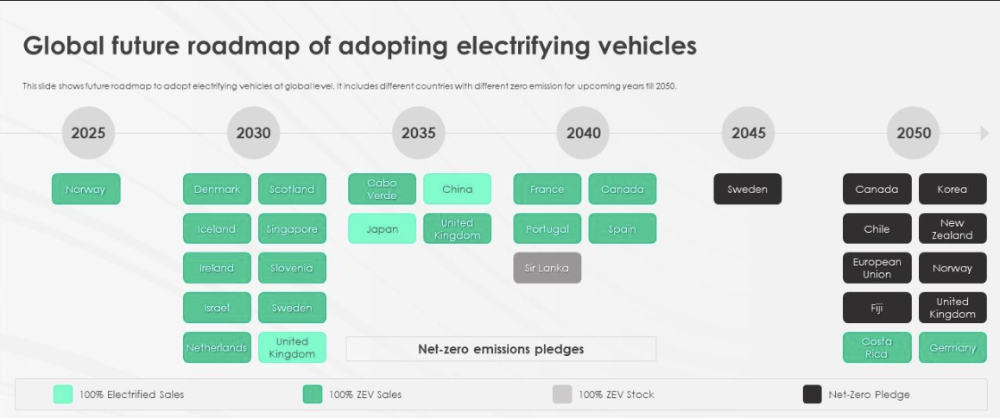 Global future roadmap of adopting electrifying vehicles
This slide shows future roadmap to adopt electrifying vehicles at global level. It includes different countries with different zero emission for upcoming years till 2050.
2025
2030
2035
2040
2045
2050
Norway
Denmark
Scotland
Cabo
Verde
China
France
Canada
Sweden
Canada
Korea
Iceland
Singapore
Japan
United
Kingdom
Portugal
Spain
Chile
New
Zealand
Ireland
Slovenia
Sir Lanka
European
Union
Norway
Israel
Sweden
Fiji
United
Kingdom
Netherlands
United
Kingdom
Net-zero emissions pledges
Costa
Rica
Germany
100% Electrified Sales
100% ZEV Sales
100% ZEV Stock
Net-Zero Pledge